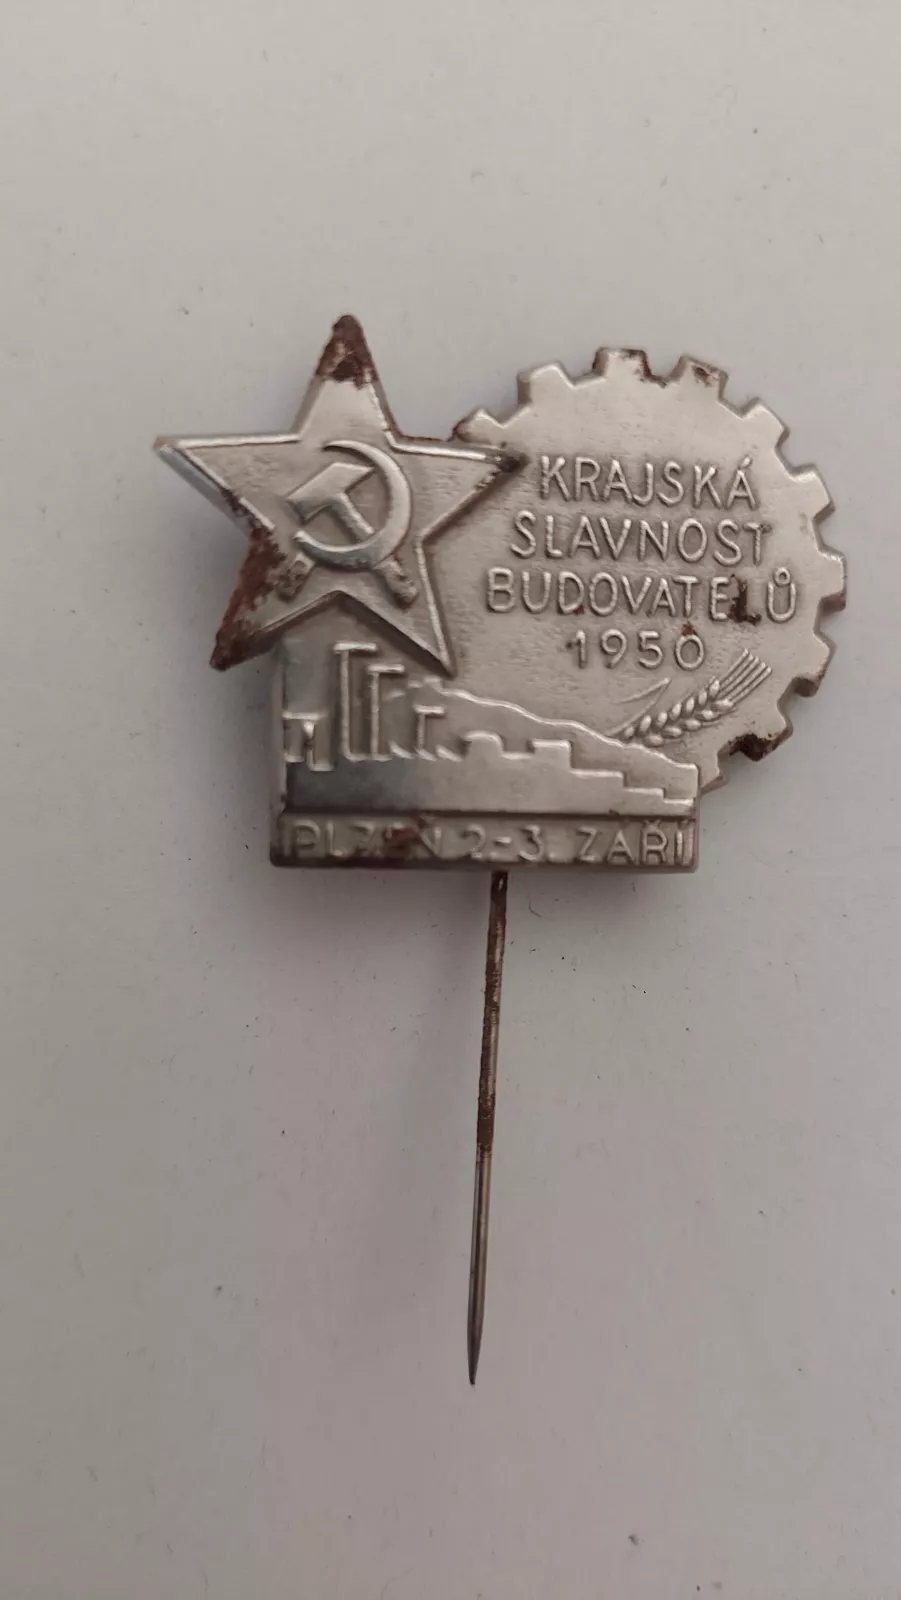 KRAJSKÁ
SLAVNOST
BUDOVATELŮ
1950
PLZEŇ 2-3. ZÁŘÍ